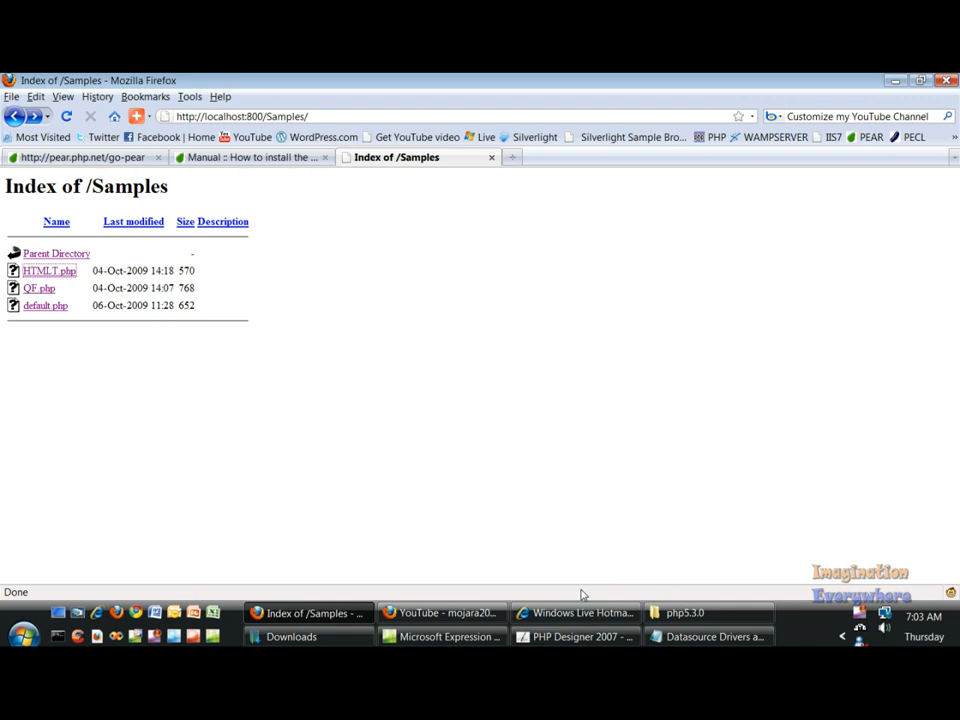 Index of /Samples - Mozilla Firefox
File Edit View History Bookmarks Tools Help
http://localhost:800/Samples/ Customize my YouTube Channel
Most Visited Twitter Facebook | Home YouTube WordPress.com Get YouTube video Live Silverlight Silverlight Sample Bro... PHP WAMPSERVER IIS7 PEAR PECL »
http://pear.php.net/go-pear Manual :: How to install the ... Index of /Samples
Index of /Samples
Name Last modified Size Description
Parent Directory -
HTMLT.php 04-Oct-2009 14:18 570
QF.php 04-Oct-2009 14:07 768
default.php 06-Oct-2009 11:28 652
Imagination
Done Everywhere
Index of /Samples - ... YouTube - mojara20... Windows Live Hotma... php5.3.0 7:03 AM
Downloads Microsoft Expression ... PHP Designer 2007 - ... Datasource Drivers a... Thursday